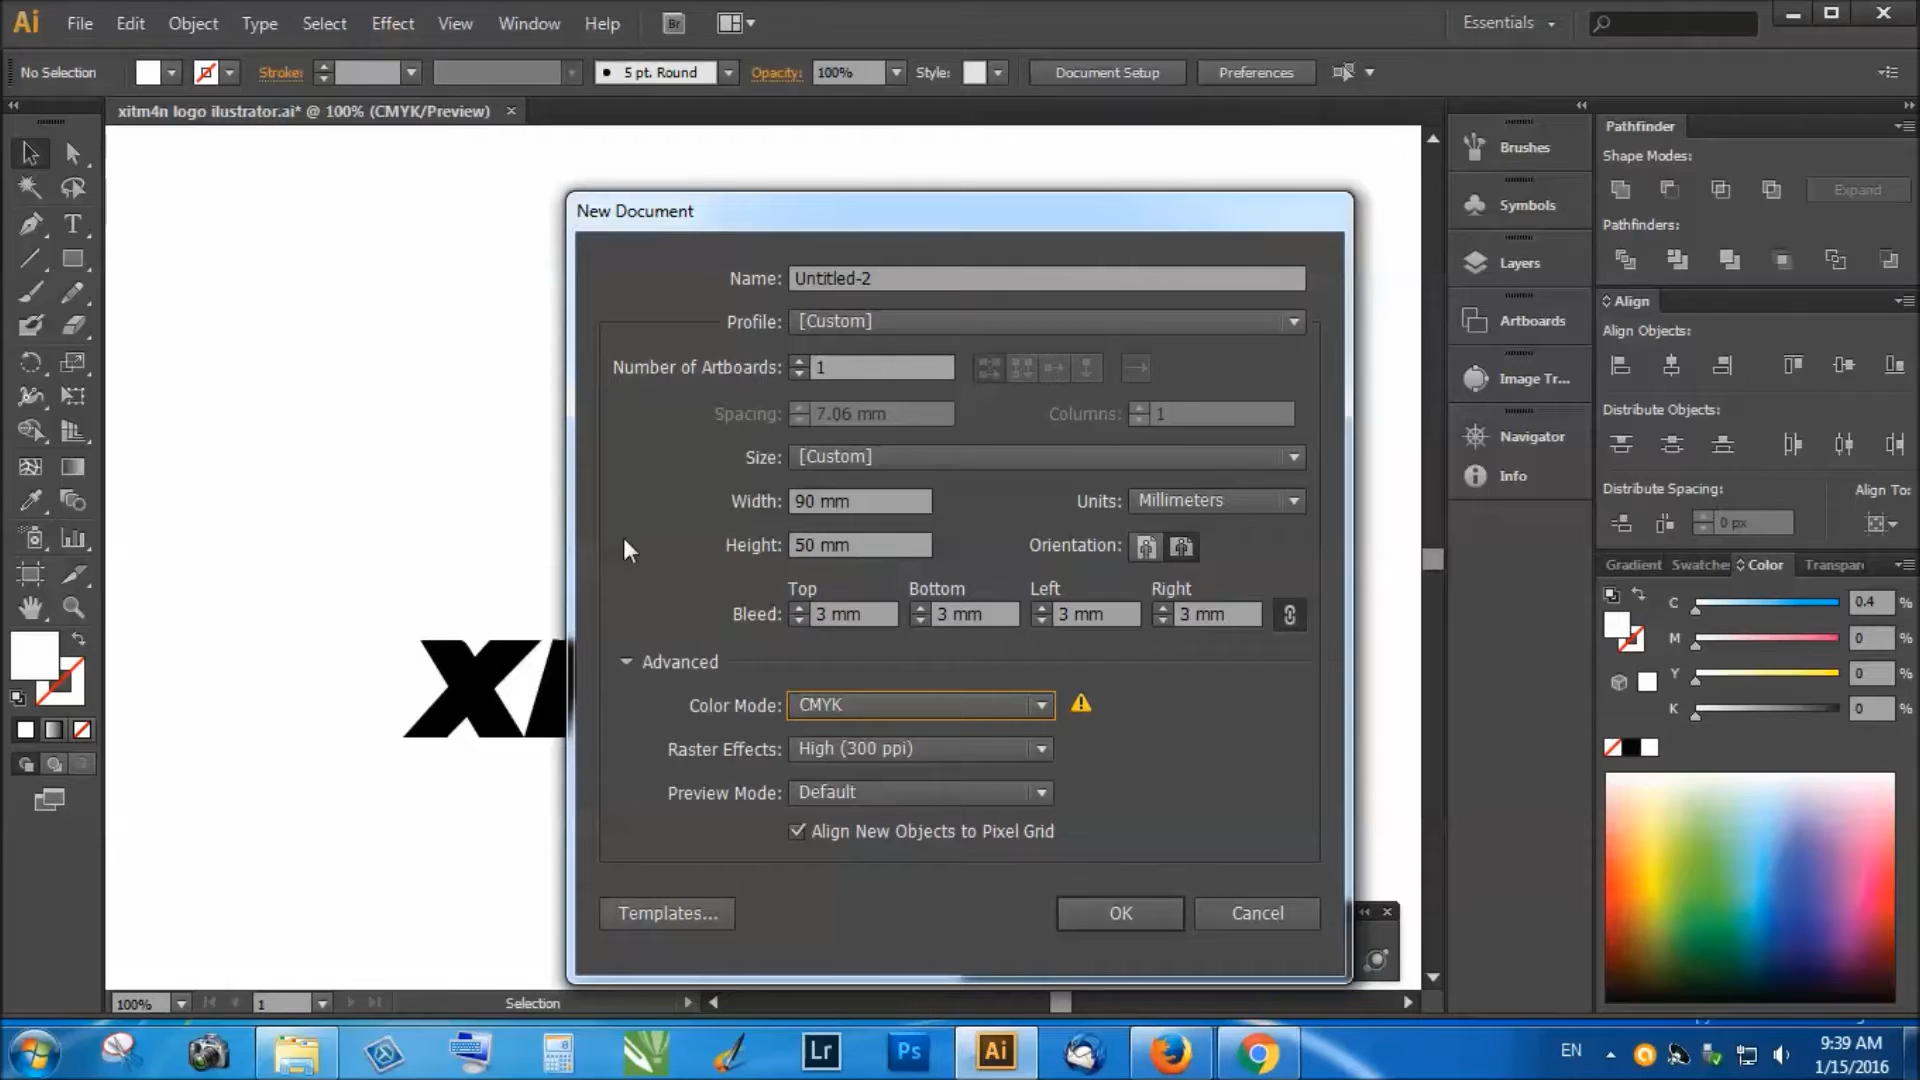 Ai File Edit Object Type Select Effect View Window Help Br Essentials
No Selection Stroke: 5 pt. Round Opacity: 100% Style: Document Setup Preferences
xitm4n logo ilustrator.ai* @ 100% (CMYK/Preview)
New Document
Name: Untitled-2
Profile: [Custom]
Number of Artboards: 1
Spacing: 7.06 mm Columns: 1
Size: [Custom]
Width: 90 mm Units: Millimeters
Height: 50 mm Orientation:
Top Bottom Left Right
Bleed: 3 mm 3 mm 3 mm 3 mm
Advanced
Color Mode: CMYK
Raster Effects: High (300 ppi)
Preview Mode: Default
Align New Objects to Pixel Grid
Templates... OK Cancel
Brushes
Symbols
Layers
Artboards
Image Tr...
Navigator
Info
Pathfinder
Shape Modes:
Expand
Pathfinders:
Align
Align Objects:
Distribute Objects:
Distribute Spacing: Align To:
0 px
Gradient Swatches Color Transpar
C 0.4 %
M 0 %
Y 0 %
K 0 %
100% 1 Selection
Lr Ps Ai EN 9:39 AM
1/15/2016